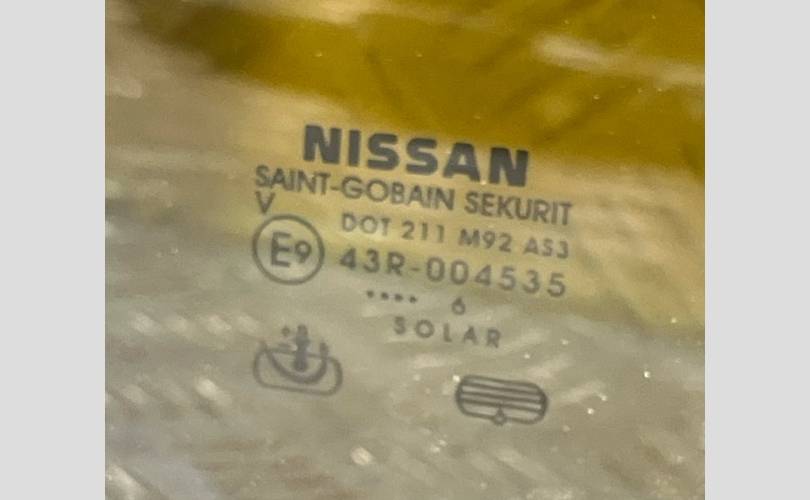 NISSAN
SAINT-GOBAIN SEKURIT
V
DOT 211 M92 AS3
E9 43R-004535
.... 6
SOLAR